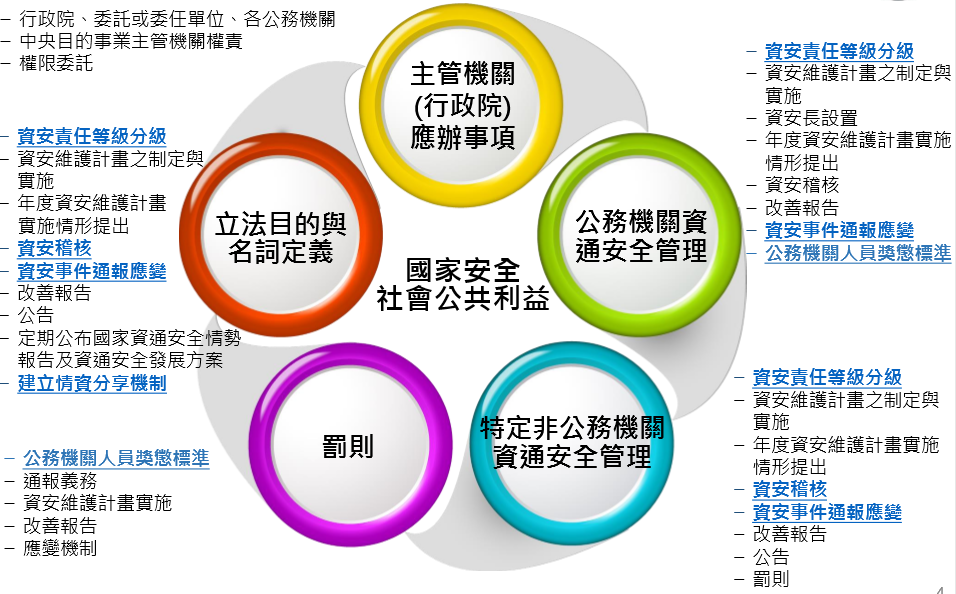 – 行政院、委託或委任單位、各公務機關
– 中央目的事業主管機關權責
– 權限委託
主管機關
(行政院)
應辦事項
– 資安責任等級分級
– 資安維護計畫之制定與
實施
– 資安長設置
– 年度資安維護計畫實施
情形提出
– 資安稽核
– 改善報告
– 資安事件通報應變
– 公務機關人員獎懲標準
– 資安責任等級分級
– 資安維護計畫之制定與
實施
– 年度資安維護計畫
實施情形提出
– 資安稽核
– 資安事件通報應變
– 改善報告
– 公告
– 定期公布國家資通安全情勢
報告及資通安全發展方案
– 建立情資分享機制
立法目的與
名詞定義
公務機關資
通安全管理
國家安全
社會公共利益
罰則
特定非公務機關
資通安全管理
– 公務機關人員獎懲標準
– 通報義務
– 資安維護計畫實施
– 改善報告
– 應變機制
– 資安責任等級分級
– 資安維護計畫之制定與
實施
– 年度資安維護計畫實施
情形提出
– 資安稽核
– 資安事件通報應變
– 改善報告
– 公告
– 罰則
4